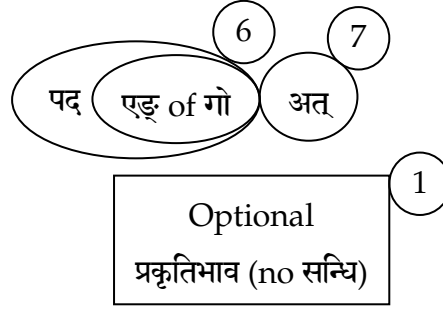 6
7
पद एङ् of गो अत्
1
Optional
प्रकृतिभाव (no सन्धि)